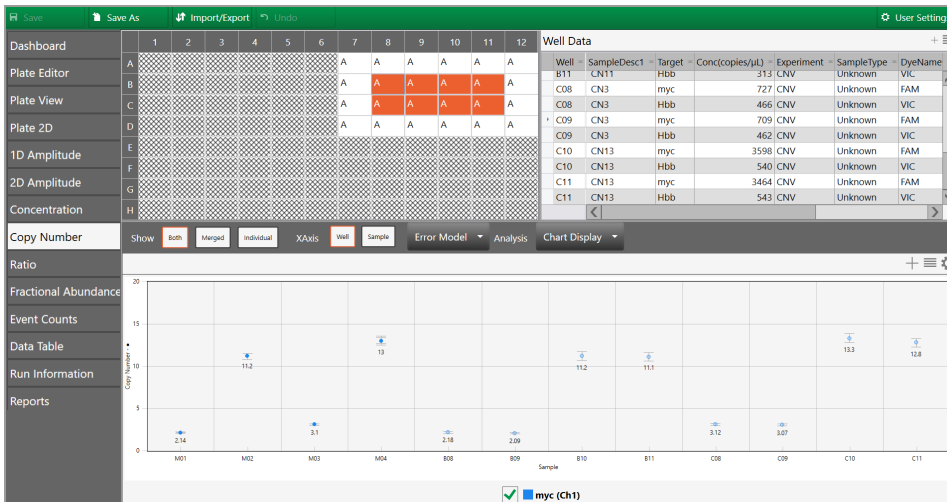 Save Save As Import/Export Undo User Setting
Dashboard
Plate Editor
Plate View
Plate 2D
1D Amplitude
2D Amplitude
Concentration
Copy Number
Ratio
Fractional Abundance
Event Counts
Data Table
Run Information
Reports
1 2 3 4 5 6 7 8 9 10 11 12
A A A A A A A
B A A A A A A
C A A A A A A
D A A A A A A
E
F
G
H
Well Data
Well SampleDesc1 Target Conc(copies/µL) Experiment SampleType DyeName
B11 CN11 Hbb 313 CNV Unknown VIC
C08 CN3 myc 727 CNV Unknown FAM
C08 CN3 Hbb 466 CNV Unknown VIC
C09 CN3 myc 709 CNV Unknown FAM
C09 CN3 Hbb 462 CNV Unknown VIC
C10 CN13 myc 3598 CNV Unknown FAM
C10 CN13 Hbb 540 CNV Unknown VIC
C11 CN13 myc 3464 CNV Unknown FAM
C11 CN13 Hbb 543 CNV Unknown VIC
Show Both Merged Individual XAxis Well Sample Error Model Analysis Chart Display
Copy Number
20
15
10
5
0
2.14 11.2 3.1 13 2.18 2.09 11.2 11.1 3.12 3.07 13.3 12.8
M01 M02 M03 M04 B08 B09 B10 B11 C08 C09 C10 C11
Sample
myc (Ch1)